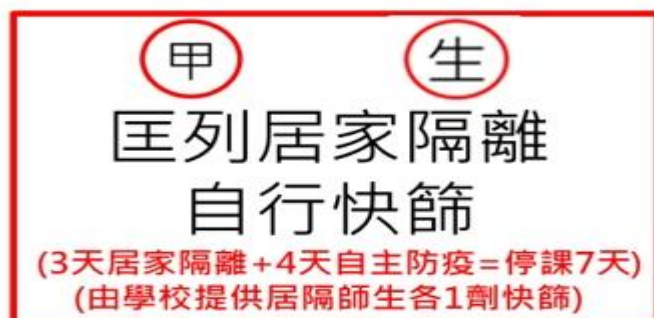 甲 生
匡列居家隔離
自行快篩
(3天居家隔離+4天自主防疫=停課7天)
(由學校提供居隔師生各1劑快篩)